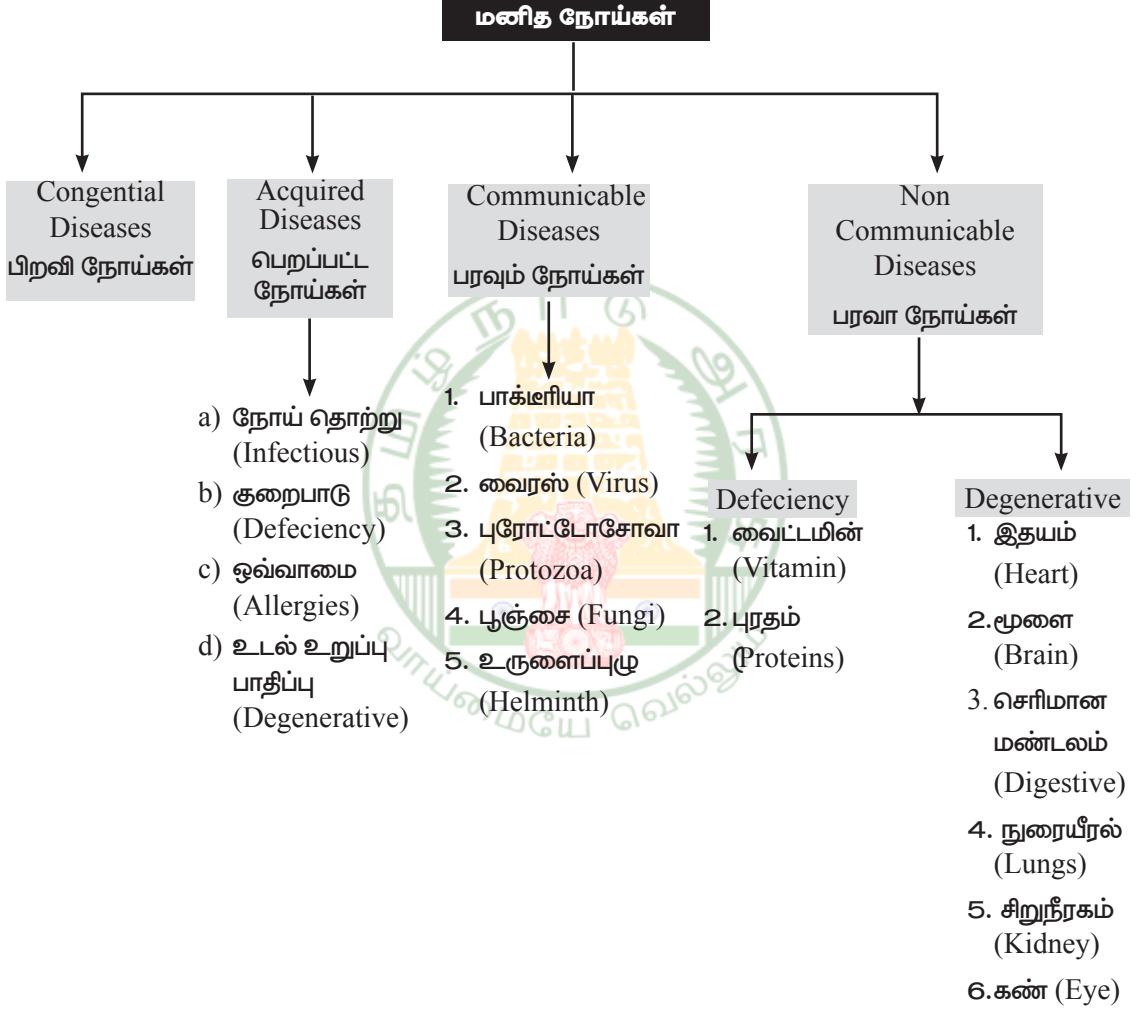 மனித நோய்கள்
Congential
Diseases
பிறவி நோய்கள்
Acquired
Diseases
பெறப்பட்ட
நோய்கள்
a) நோய் தொற்று
(Infectious)
b) குறைபாடு
(Defeciency)
c) ஒவ்வாமை
(Allergies)
d) உடல் உறுப்பு
பாதிப்பு
(Degenerative)
Communicable
Diseases
பரவும் நோய்கள்
1. பாக்டீரியா
(Bacteria)
2. வைரஸ் (Virus)
3. புரோட்டோசோவா
(Protozoa)
4. பூஞ்சை (Fungi)
5. உருளைப்புழு
(Helminth)
Non
Communicable
Diseases
பரவா நோய்கள்
Defeciency
1. வைட்டமின்
(Vitamin)
2. புரதம்
(Proteins)
Degenerative
1. இதயம்
(Heart)
2.மூளை
(Brain)
3. செரிமான
மண்டலம்
(Digestive)
4. நுரையீரல்
(Lungs)
5. சிறுநீரகம்
(Kidney)
6.கண் (Eye)
தமிழ் நாடு அரசு
வாய்மையே வெல்லும்